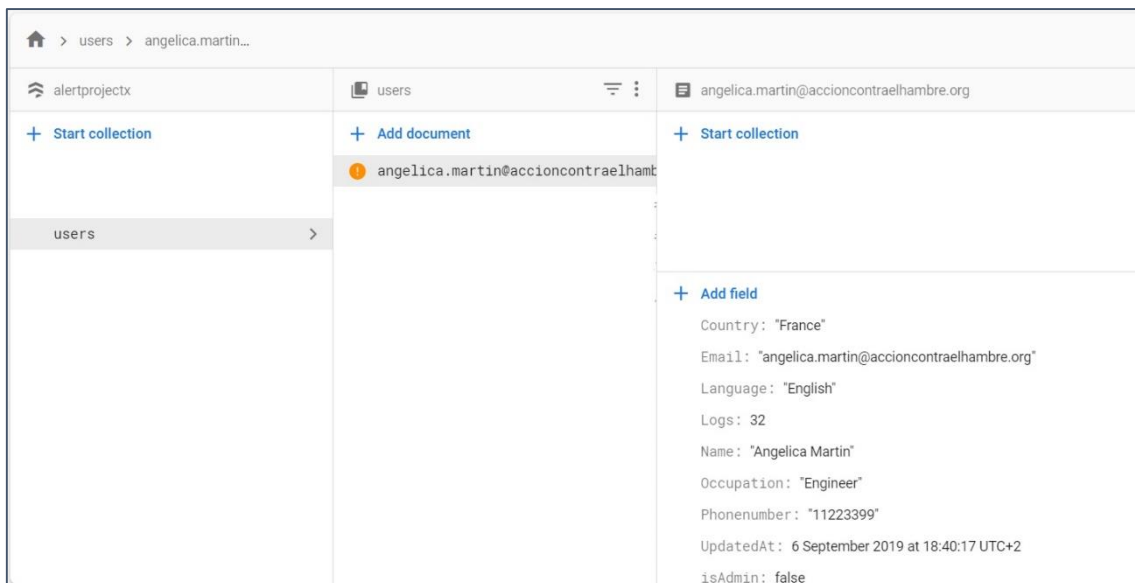 > users > angelica.martin...
alertprojectx
users
angelica.martin@accioncontraelhambre.org
+ Start collection
+ Add document
+ Start collection
angelica.martin@accioncontraelhamb
users >
+ Add field
Country: "France"
Email: "angelica.martin@accioncontraelhambre.org"
Language: "English"
Logs: 32
Name: "Angelica Martin"
Occupation: "Engineer"
Phonenumber: "11223399"
UpdatedAt: 6 September 2019 at 18:40:17 UTC+2
isAdmin: false